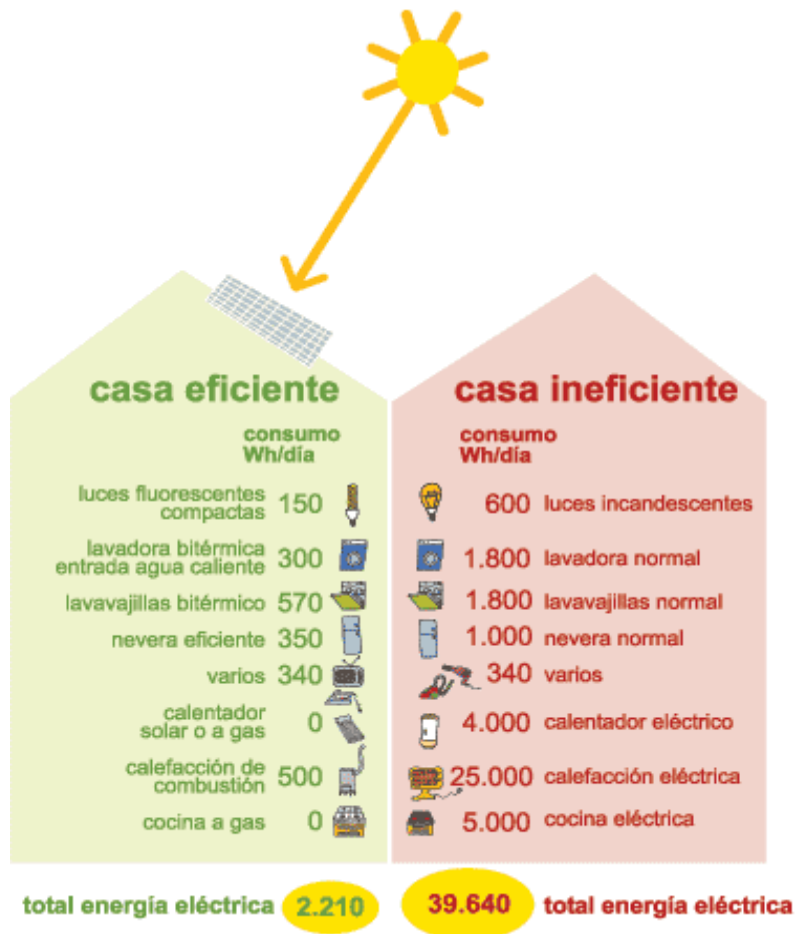 casa eficiente
consumo
Wh/día
luces fluorescentes
compactas 150
lavadora bitérmica
entrada agua caliente 300
lavavajillas bitérmico 570
nevera eficiente 350
varios 340
calentador
solar o a gas 0
calefacción de
combustión 500
cocina a gas 0
total energía eléctrica 2.210
casa ineficiente
consumo
Wh/día
600 luces incandescentes
1.800 lavadora normal
1.800 lavavajillas normal
1.000 nevera normal
340 varios
4.000 calentador eléctrico
25.000 calefacción eléctrica
5.000 cocina eléctrica
39.640 total energía eléctrica